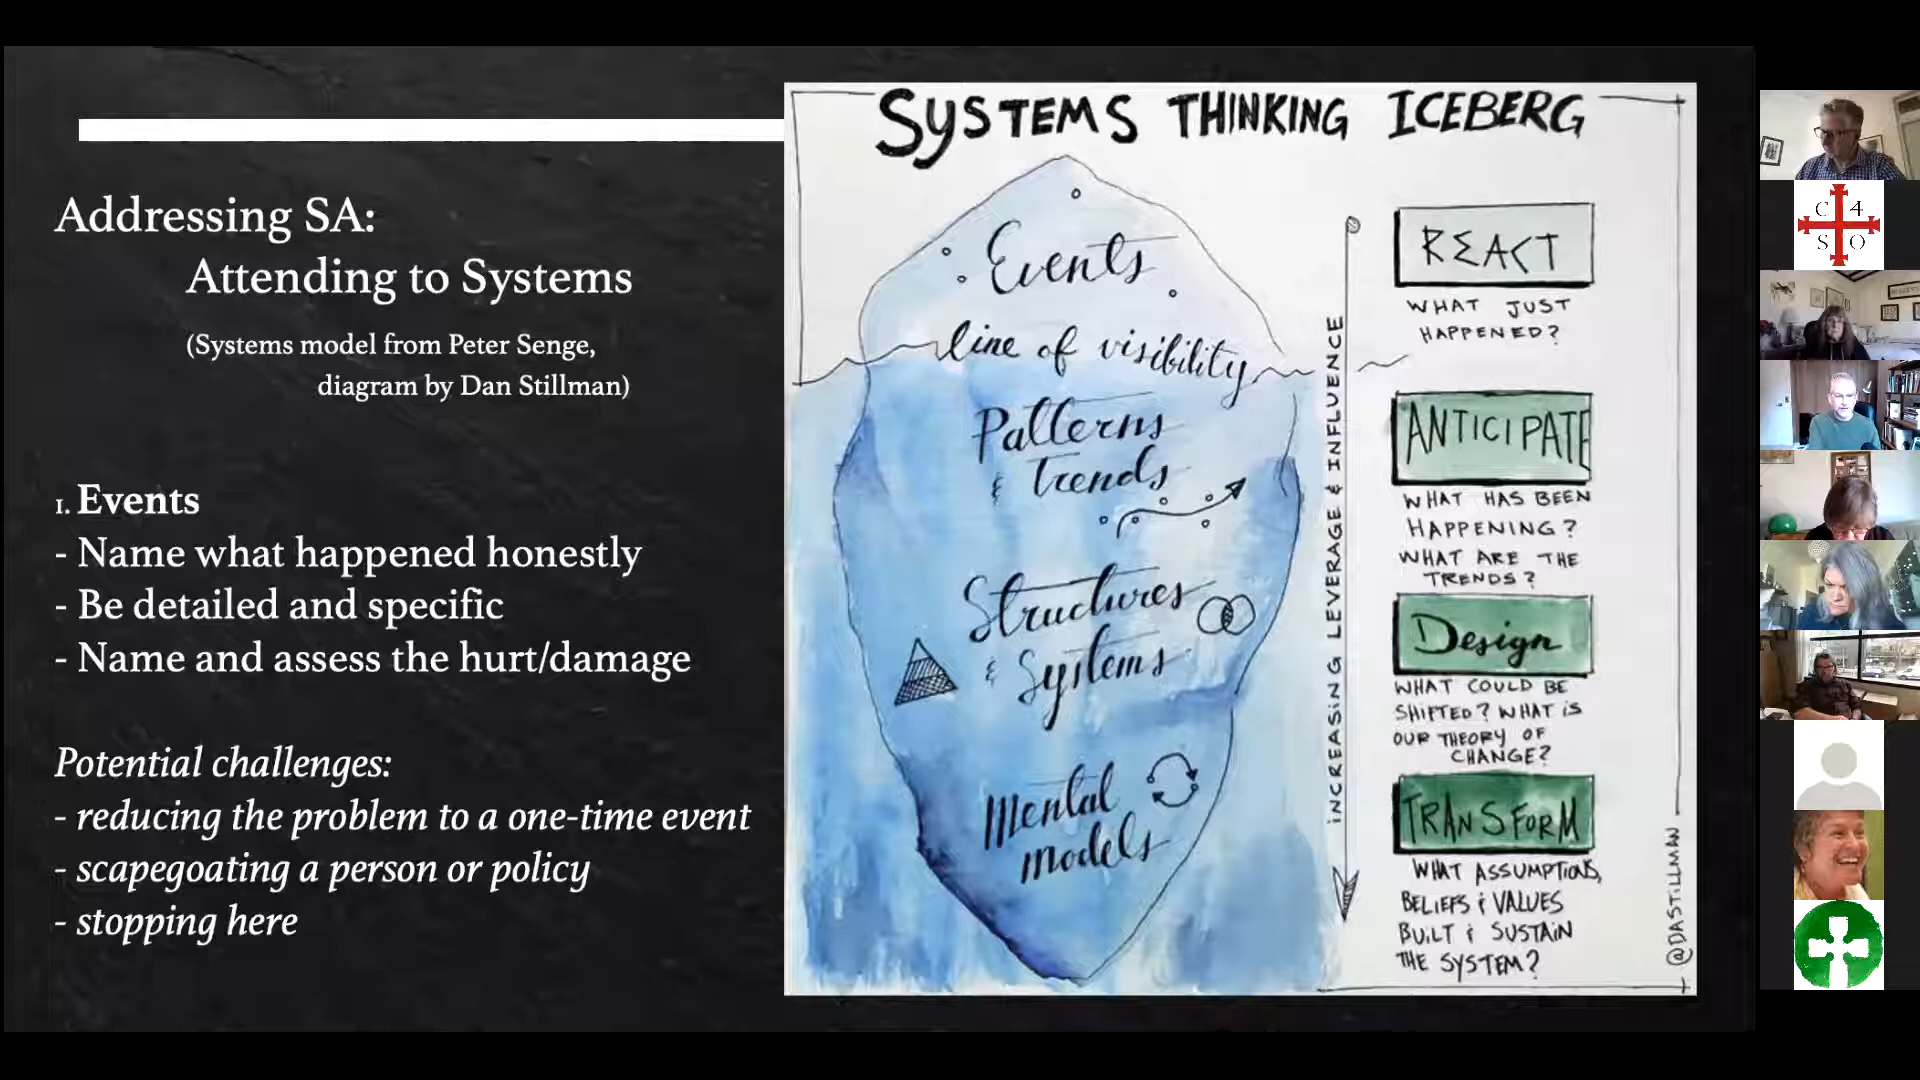 Addressing SA:
Attending to Systems
(Systems model from Peter Senge,
diagram by Dan Stillman)
1. Events
- Name what happened honestly
- Be detailed and specific
- Name and assess the hurt/damage
Potential challenges:
- reducing the problem to a one-time event
- scapegoating a person or policy
- stopping here
SYSTEMS THINKING ICEBERG
Events
line of visibility
Patterns
& trends
Structures
& Systems
Mental
models
INCREASING LEVERAGE & INFLUENCE
REACT
WHAT JUST
HAPPENED?
ANTICIPATE
WHAT HAS BEEN
HAPPENING?
WHAT ARE THE
TRENDS?
Design
WHAT COULD BE
SHIFTED? WHAT IS
OUR THEORY OF
CHANGE?
TRANSFORM
WHAT ASSUMPTIONS,
BELIEFS & VALUES
BUILT & SUSTAIN
THE SYSTEM?
@DASTILLMAN
C 4
S O